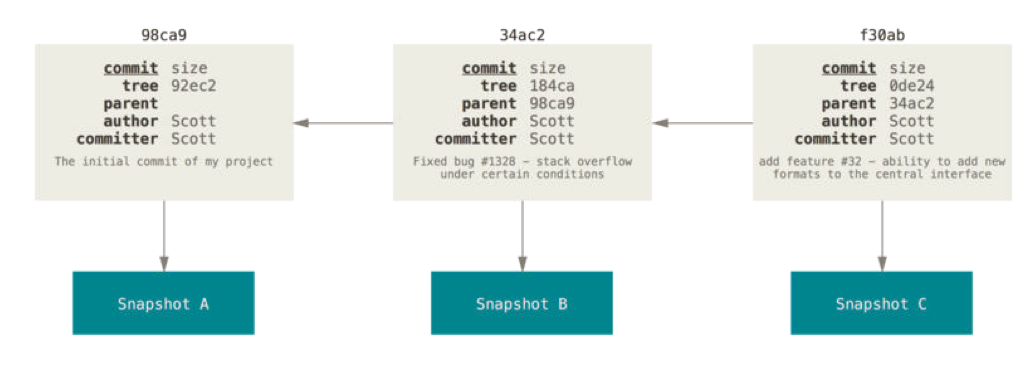 98ca9
commit size
tree 92ec2
parent
author Scott
committer Scott
The initial commit of my project
Snapshot A
34ac2
commit size
tree 184ca
parent 98ca9
author Scott
committer Scott
Fixed bug #1328 – stack overflow
under certain conditions
Snapshot B
f30ab
commit size
tree 0de24
parent 34ac2
author Scott
committer Scott
add feature #32 – ability to add new
formats to the central interface
Snapshot C